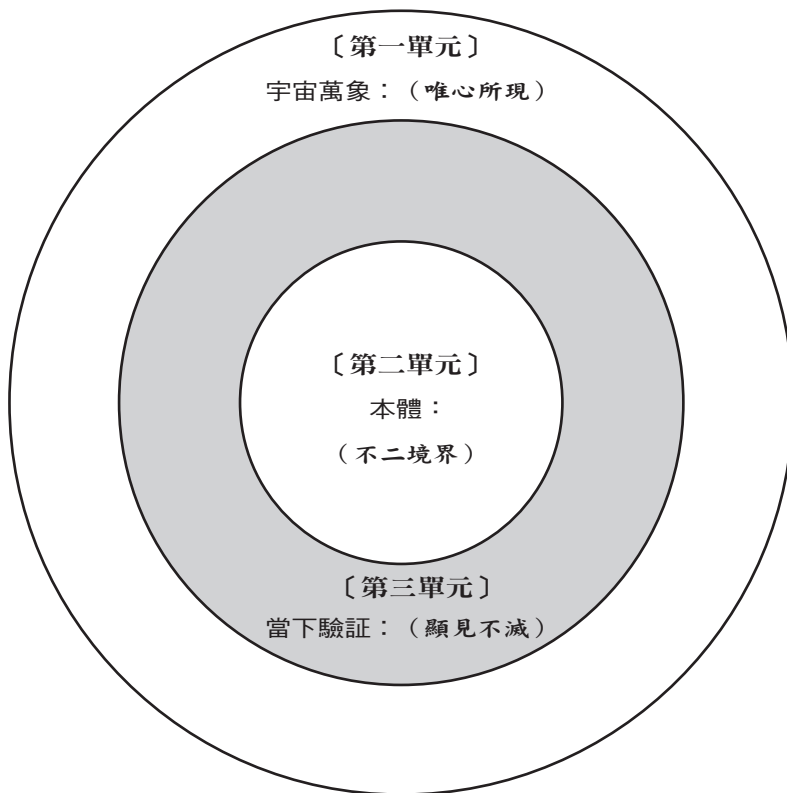 〔第一單元〕
宇宙萬象：（唯心所現）
〔第二單元〕
本體：
（不二境界）
〔第三單元〕
當下驗証：（顯見不滅）